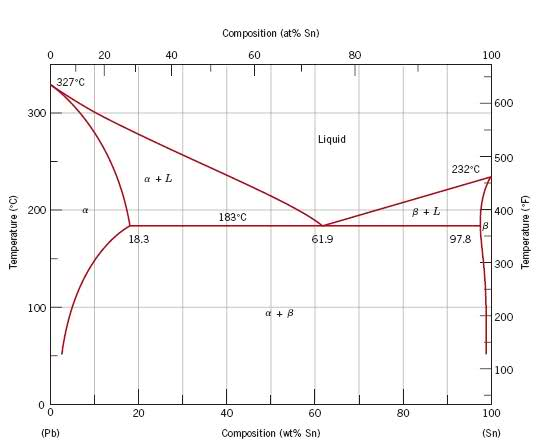 Composition (at% Sn)
0 20 40 60 80 100
327°C
300
600
Liquid
500
232°C
α + L
200
α
183°C
β + L
400
β
18.3
61.9
97.8
Temperature (°C)
Temperature (°F)
300
100
α + β
200
100
0
0 20 40 60 80 100
(Pb)
Composition (wt% Sn)
(Sn)